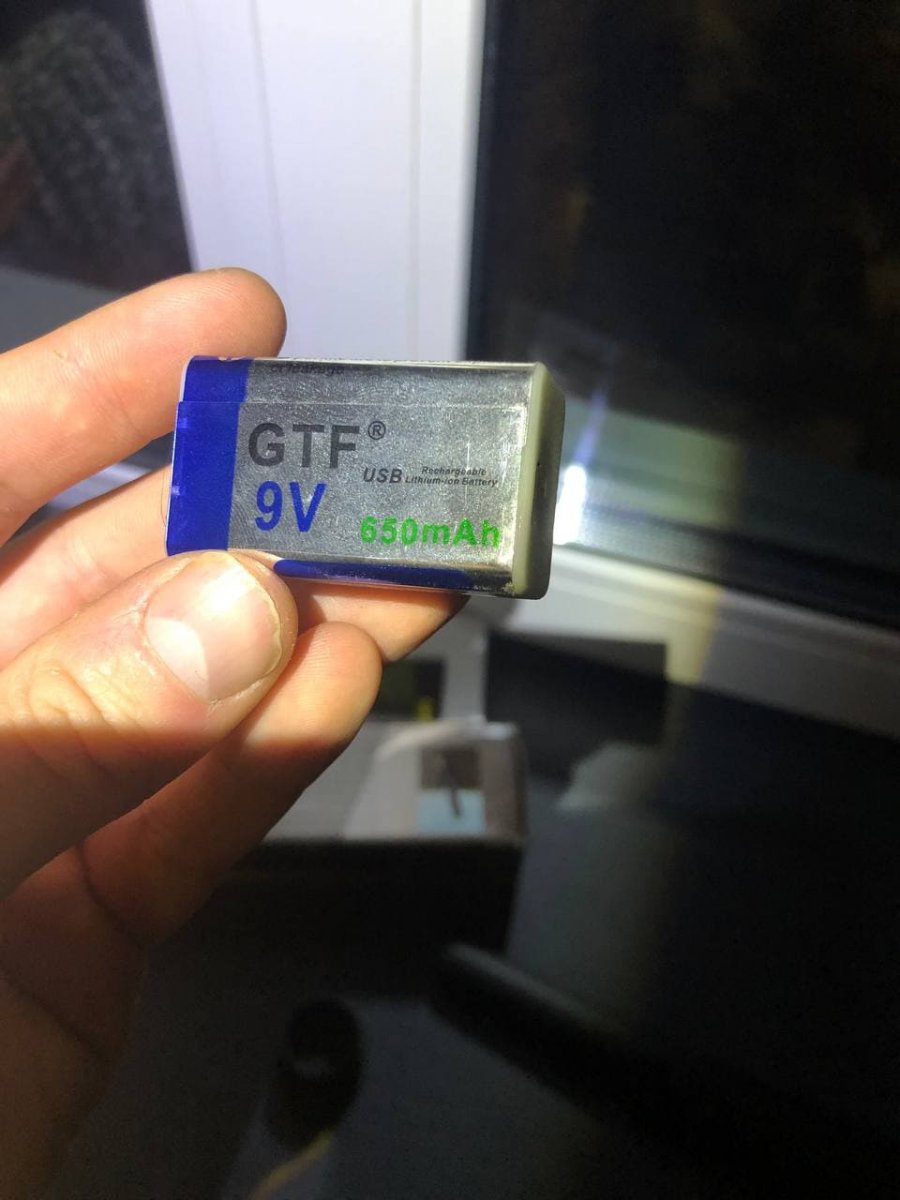 GTF®
USB Rechargeable
Lithium-ion Battery
9V
650mAh